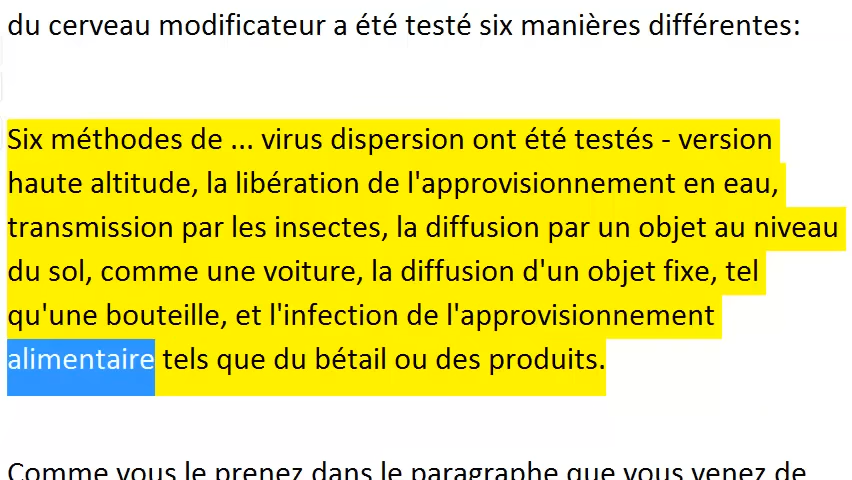 du cerveau modificateur a été testé six manières différentes:
Six méthodes de ... virus dispersion ont été testés - version
haute altitude, la libération de l'approvisionnement en eau,
transmission par les insectes, la diffusion par un objet au niveau
du sol, comme une voiture, la diffusion d'un objet fixe, tel
qu'une bouteille, et l'infection de l'approvisionnement
alimentaire tels que du bétail ou des produits.
Comme vous le prenez dans le paragraphe que vous venez de